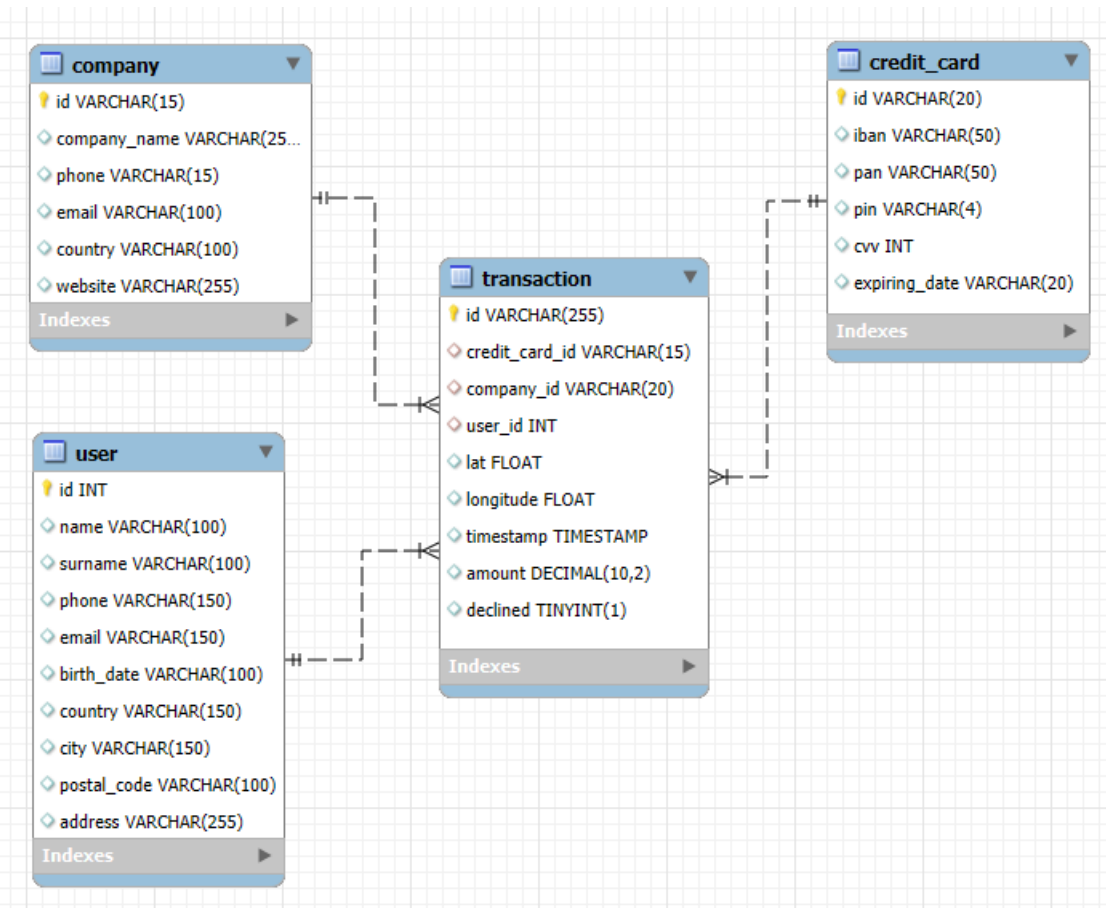 company
id VARCHAR(15)
company_name VARCHAR(25...
phone VARCHAR(15)
email VARCHAR(100)
country VARCHAR(100)
website VARCHAR(255)
Indexes
credit_card
id VARCHAR(20)
iban VARCHAR(50)
pan VARCHAR(50)
pin VARCHAR(4)
cvv INT
expiring_date VARCHAR(20)
Indexes
transaction
id VARCHAR(255)
credit_card_id VARCHAR(15)
company_id VARCHAR(20)
user_id INT
lat FLOAT
longitude FLOAT
timestamp TIMESTAMP
amount DECIMAL(10,2)
declined TINYINT(1)
Indexes
user
id INT
name VARCHAR(100)
surname VARCHAR(100)
phone VARCHAR(150)
email VARCHAR(150)
birth_date VARCHAR(100)
country VARCHAR(150)
city VARCHAR(150)
postal_code VARCHAR(100)
address VARCHAR(255)
Indexes